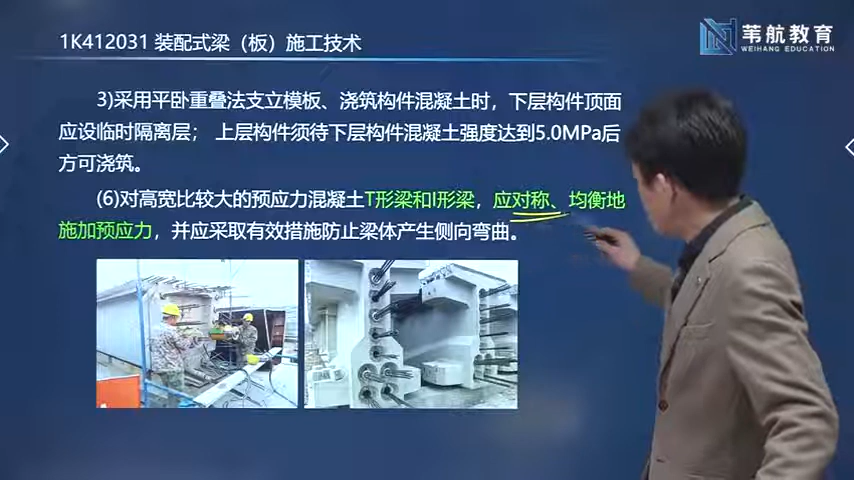 1K412031 装配式梁（板）施工技术
苇航教育
WEIHANG EDUCATION
3)采用平卧重叠法支立模板、浇筑构件混凝土时，下层构件顶面
应设临时隔离层； 上层构件须待下层构件混凝土强度达到5.0MPa后
方可浇筑。
(6)对高宽比较大的预应力混凝土T形梁和I形梁，应对称、均衡地
施加预应力，并应采取有效措施防止梁体产生侧向弯曲。